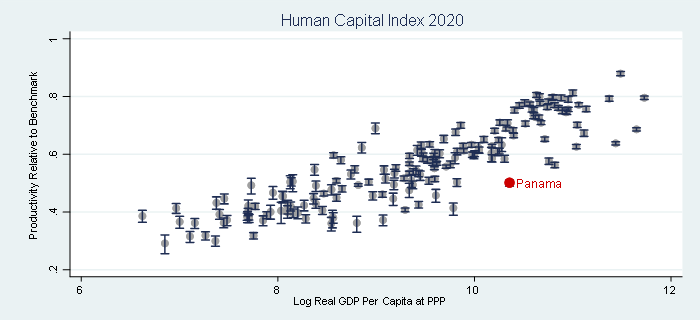 Human Capital Index 2020
Productivity Relative to Benchmark
1
.8
.6
.4
.2
Panama
6
8
10
12
Log Real GDP Per Capita at PPP